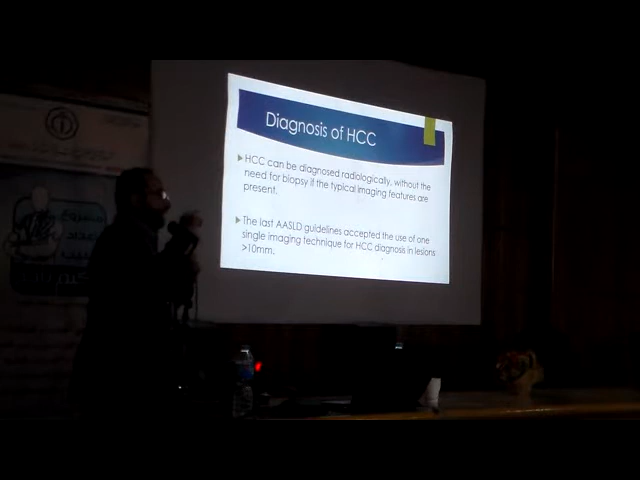 Diagnosis of HCC
HCC can be diagnosed radiologically, without the
need for biopsy if the typical imaging features are
present.
The last AASLD guidelines accepted the use of one
single imaging technique for HCC diagnosis in lesions
>10mm.
مشروع